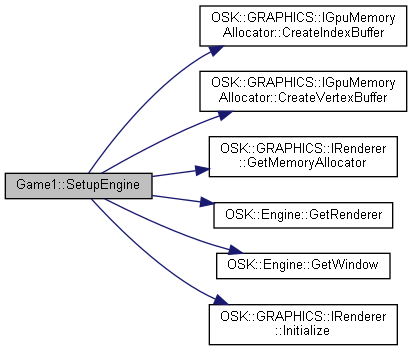 OSK::GRAPHICS::IGpuMemory
Allocator::CreateIndexBuffer
OSK::GRAPHICS::IGpuMemory
Allocator::CreateVertexBuffer
OSK::GRAPHICS::IRenderer
::GetMemoryAllocator
Game1::SetupEngine
OSK::Engine::GetRenderer
OSK::Engine::GetWindow
OSK::GRAPHICS::IRenderer
::Initialize